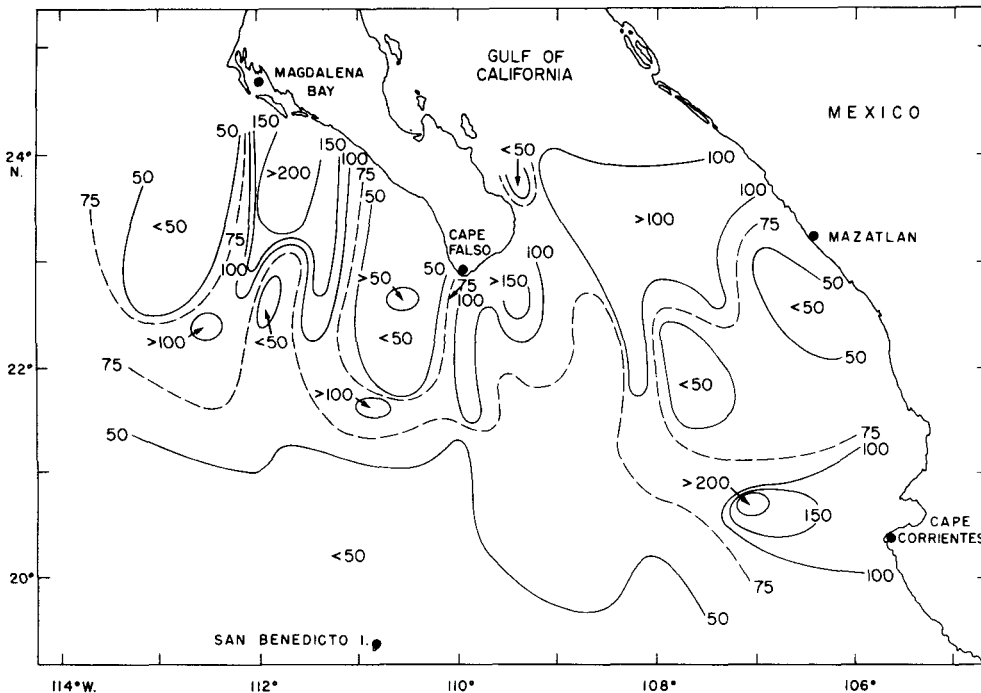 GULF OF
CALIFORNIA
MAGDALENA
BAY
MEXICO
50 150 150
24°
N.
50 100 50 <50 100
75 50 >200 100
75
<50 >100
75 CAPE
FALSO MAZATLAN
100 >50 50 75 100 >150 100 50
<50
>100 <50 <50 50
22°
75 <50
>100
50 75
100
>200
150 CAPE
CORRIENTES
<50
20° 75 100
50
SAN BENEDICTO I.
114°W. 112° 110° 108° 106°